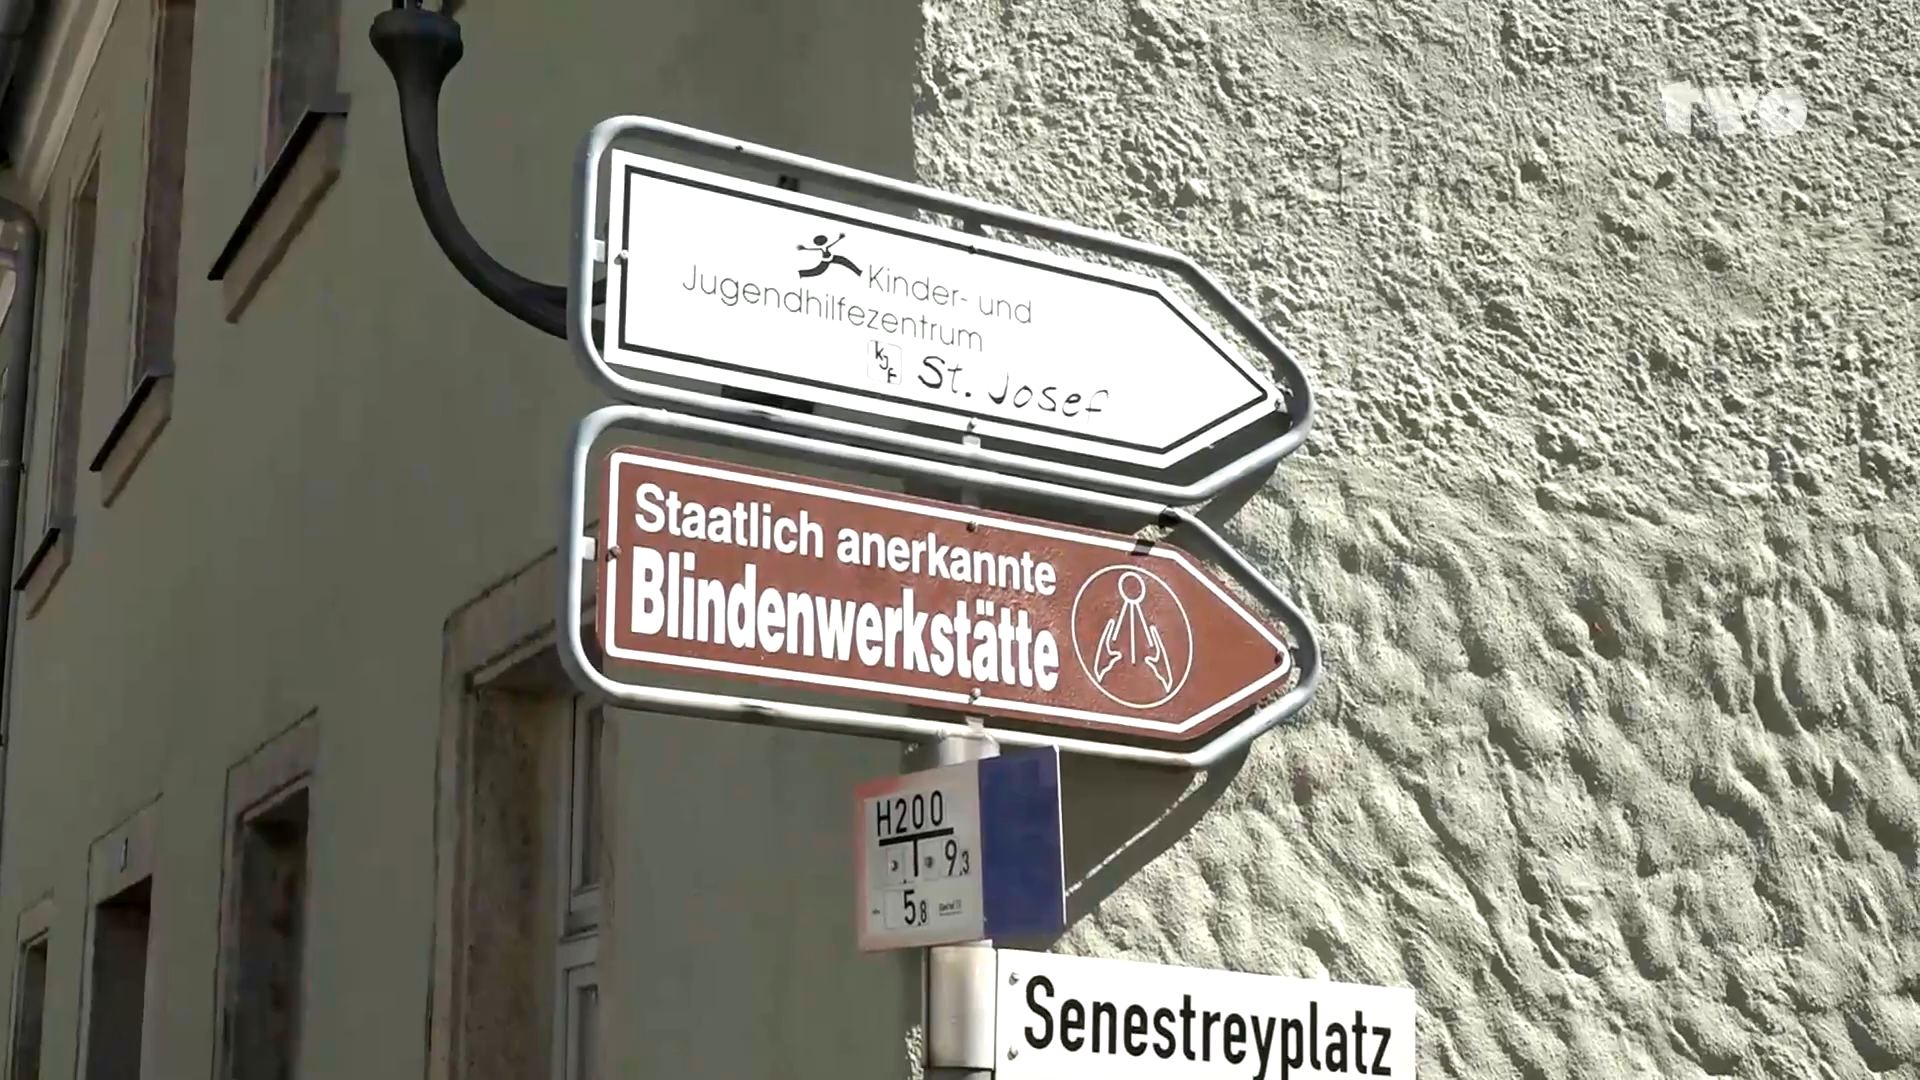 TVO
Kinder- und
Jugendhilfezentrum
KJF St. Josef
Staatlich anerkannte
Blindenwerkstätte
H200
9,3
5,8
Senestreyplatz